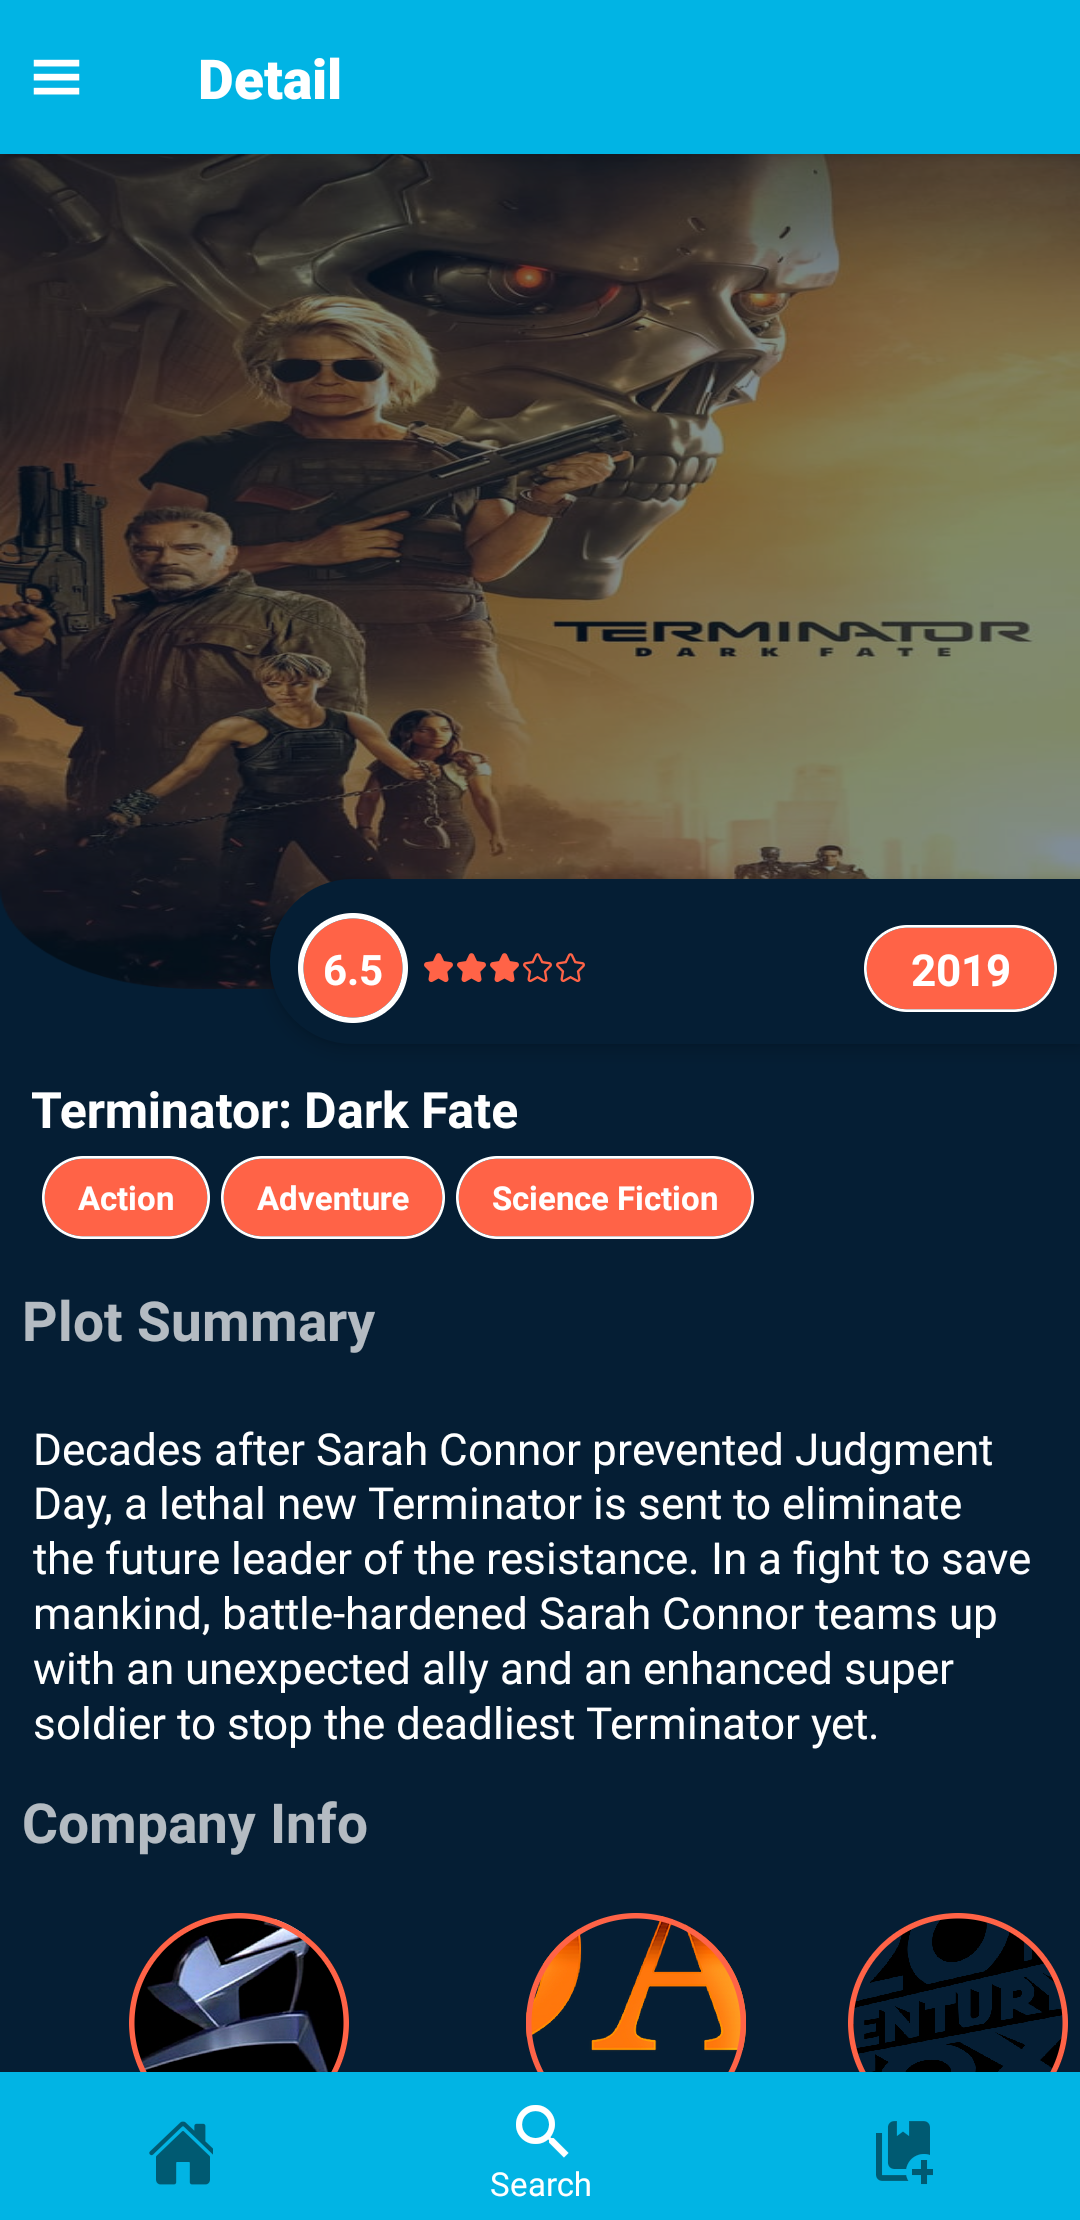 Detail
TERMINATOR
DARK FATE
6.5
2019
Terminator: Dark Fate
Action Adventure Science Fiction
Plot Summary
Decades after Sarah Connor prevented Judgment
Day, a lethal new Terminator is sent to eliminate
the future leader of the resistance. In a fight to save
mankind, battle-hardened Sarah Connor teams up
with an unexpected ally and an enhanced super
soldier to stop the deadliest Terminator yet.
Company Info
A
ENTURY
Search